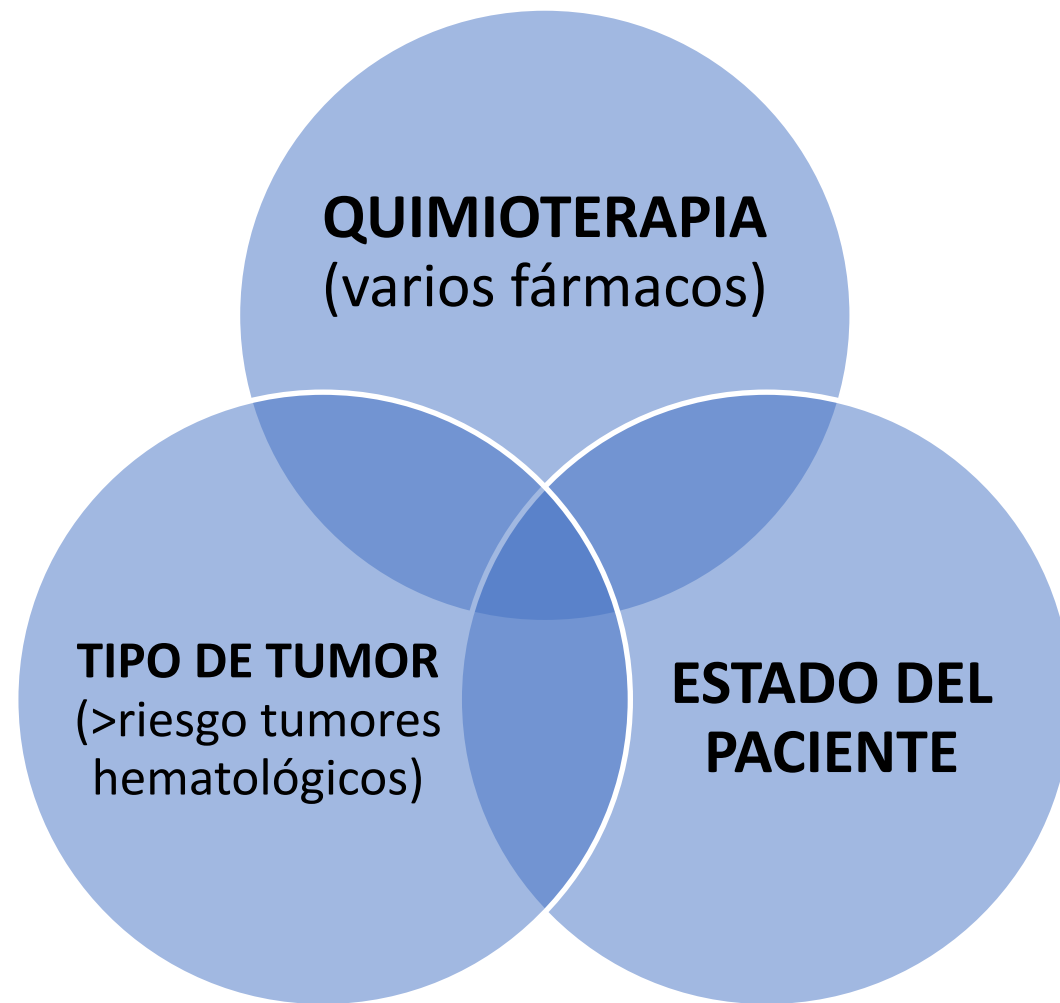 QUIMIOTERAPIA
(varios fármacos)
TIPO DE TUMOR
(>riesgo tumores
hematológicos)
ESTADO DEL
PACIENTE